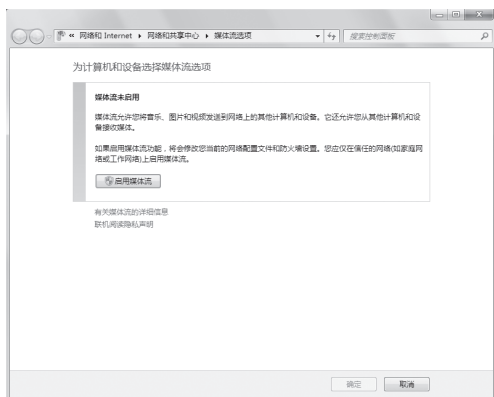 « 网络和 Internet ▸ 网络和共享中心 ▸ 媒体流选项
搜索控制面板
为计算机和设备选择媒体流选项
媒体流未启用
媒体流允许您将音乐、图片和视频发送到网络上的其他计算机和设备。它还允许您从其他计算机和设
备接收媒体。
如果启用媒体流功能，将会修改您当前的网络配置文件和防火墙设置。您应仅在信任的网络(如家庭网
络或工作网络)上启用媒体流。
启用媒体流
有关媒体流的详细信息
联机阅读隐私声明
确定
取消